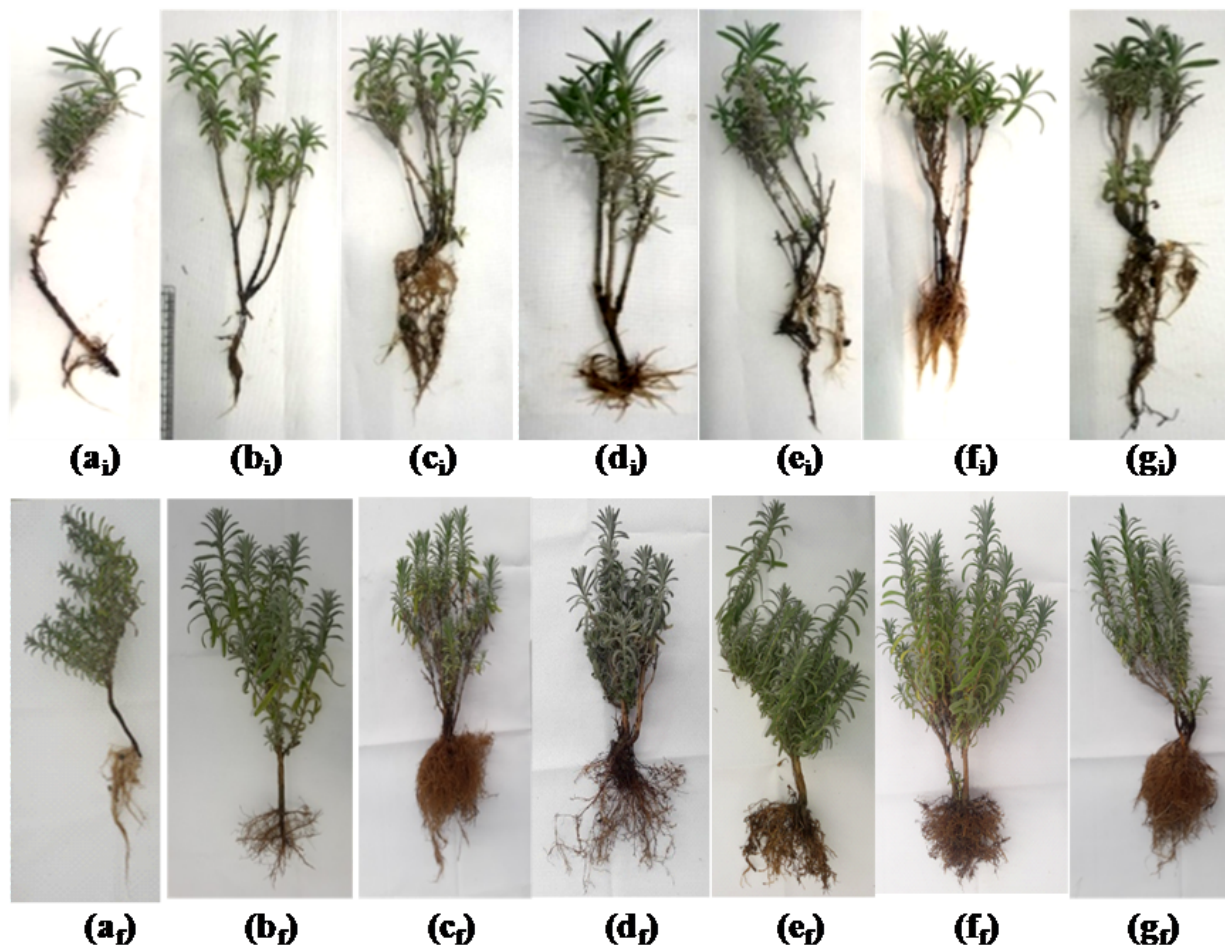 (aᵢ) (bᵢ) (cᵢ) (dᵢ) (eᵢ) (fᵢ) (gᵢ)
(a_f) (b_f) (c_f) (d_f) (e_f) (f_f) (g_f)